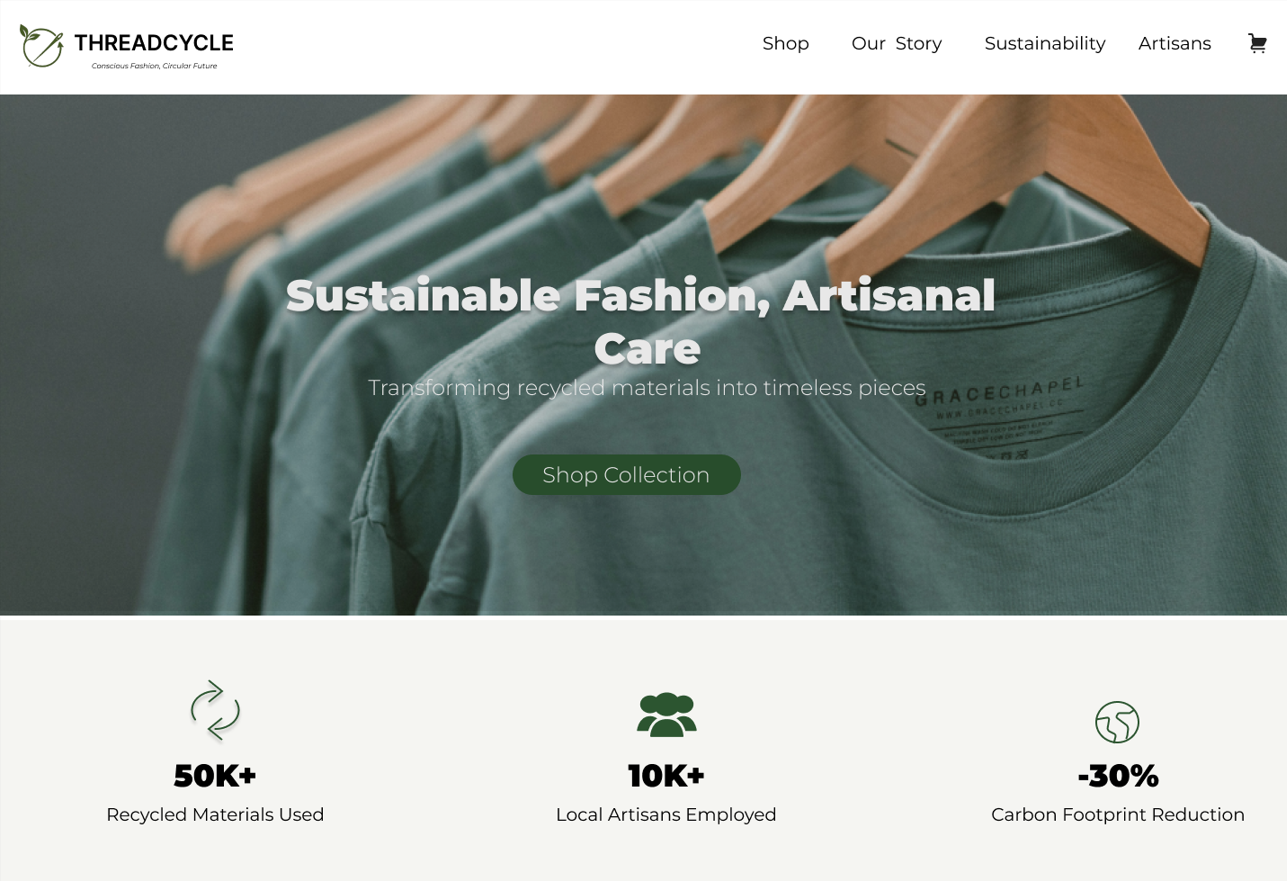 THREADCYCLE
Conscious Fashion, Circular Future
Shop
Our Story
Sustainability
Artisans
Sustainable Fashion, Artisanal
Care
Transforming recycled materials into timeless pieces
GRACECHAPEL
WWW.GRACECHAPEL.CO
Shop Collection
50K+
Recycled Materials Used
10K+
Local Artisans Employed
-30%
Carbon Footprint Reduction